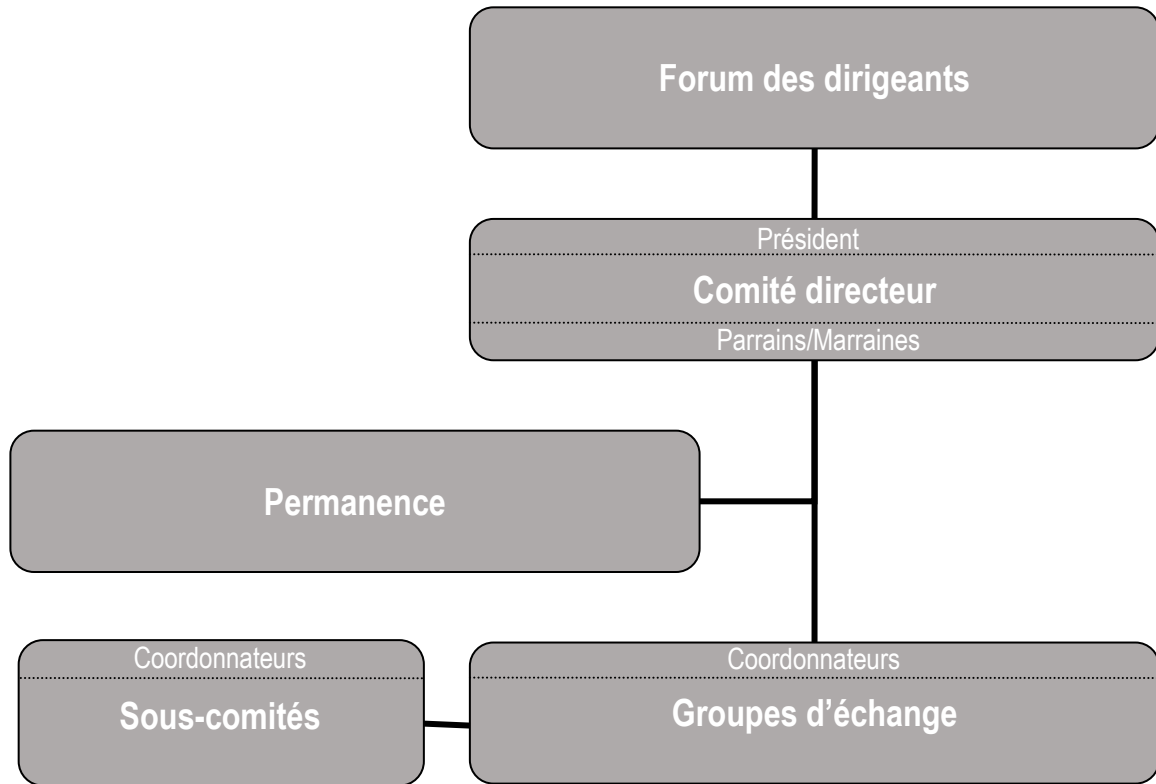 Forum des dirigeants
Président
Comité directeur
Parrains/Marraines
Permanence
Coordonnateurs
Sous-comités
Coordonnateurs
Groupes d’échange